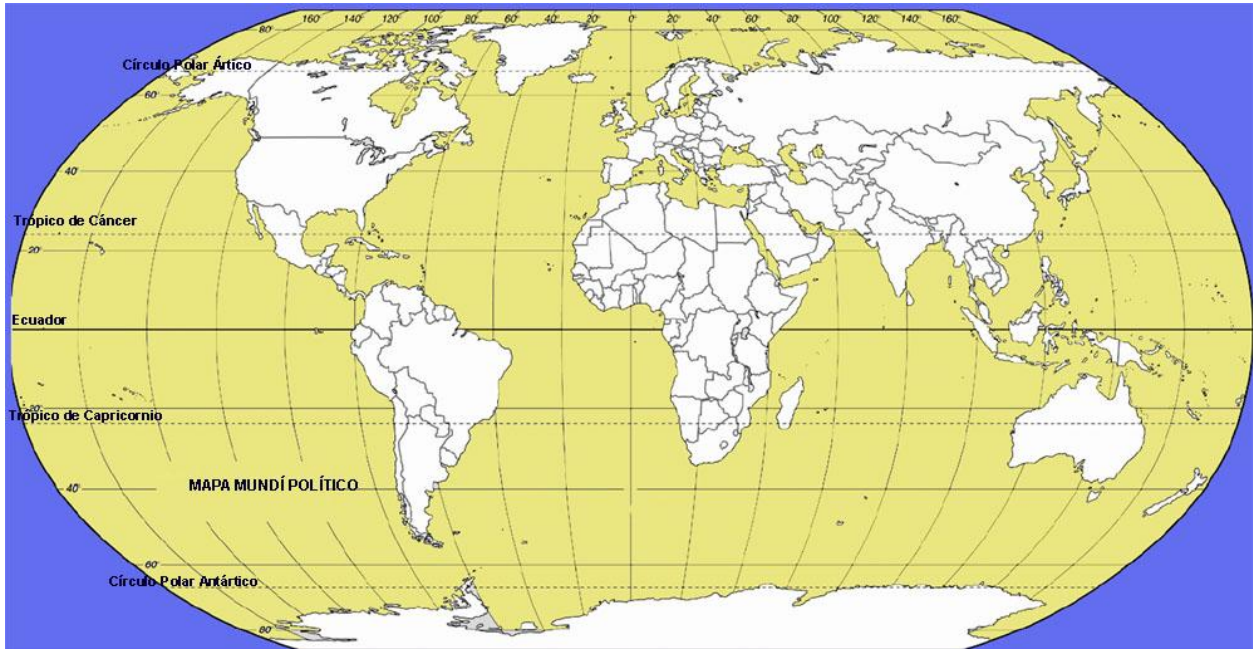 160° 140° 120° 100° 80° 60° 40° 20° 0° 20° 40° 60° 80° 100° 120° 140° 160°
80°
Círculo Polar Ártico
60°
40°
Trópico de Cáncer
20°
Ecuador
Trópico de Capricornio
MAPA MUNDÍ POLÍTICO
40°
60°
Círculo Polar Antártico
80°